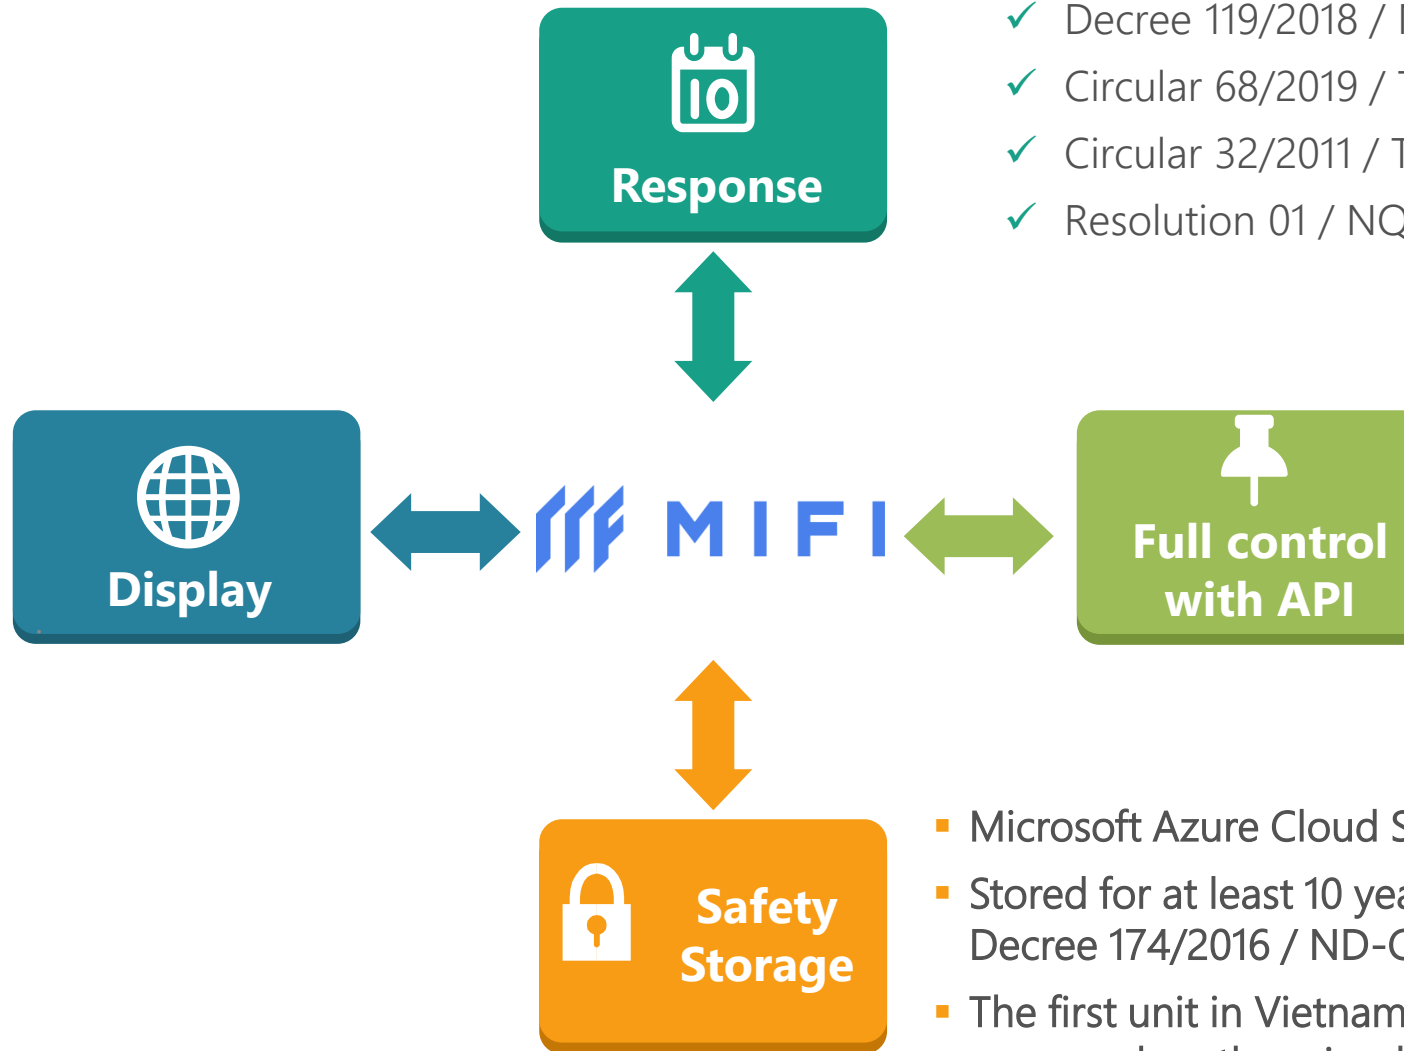 Decree 119/2018 /
Circular 68/2019 /
Circular 32/2011 /
Resolution 01 / NQ
10
Response
Display
MIFI
Full control
with API
Safety
Storage
Microsoft Azure Cloud
Stored for at least 10
Decree 174/2016 /
The first unit in Vietnam